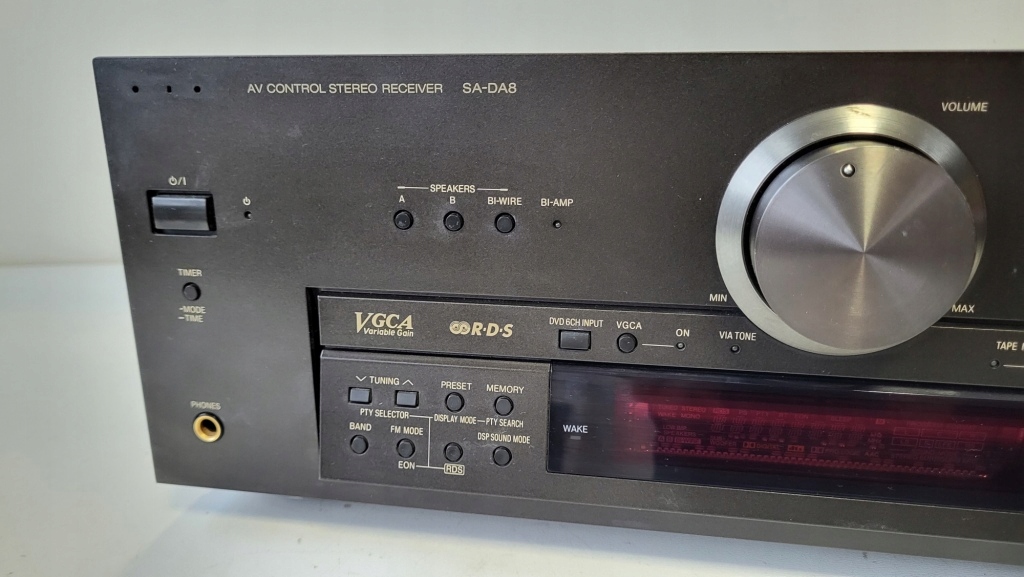 AV CONTROL STEREO RECEIVER SA-DA8
VOLUME
⏻/I
⏻
SPEAKERS
A B BI-WIRE BI-AMP
TIMER
-MODE
-TIME
MIN
MAX
VGCA
Variable Gain
R·D·S
DVD 6CH INPUT VGCA ON VIA TONE
TAPE
TUNING PRESET MEMORY
PTY SELECTOR DISPLAY MODE PTY SEARCH
BAND FM MODE DSP SOUND MODE
EON RDS
WAKE
PHONES